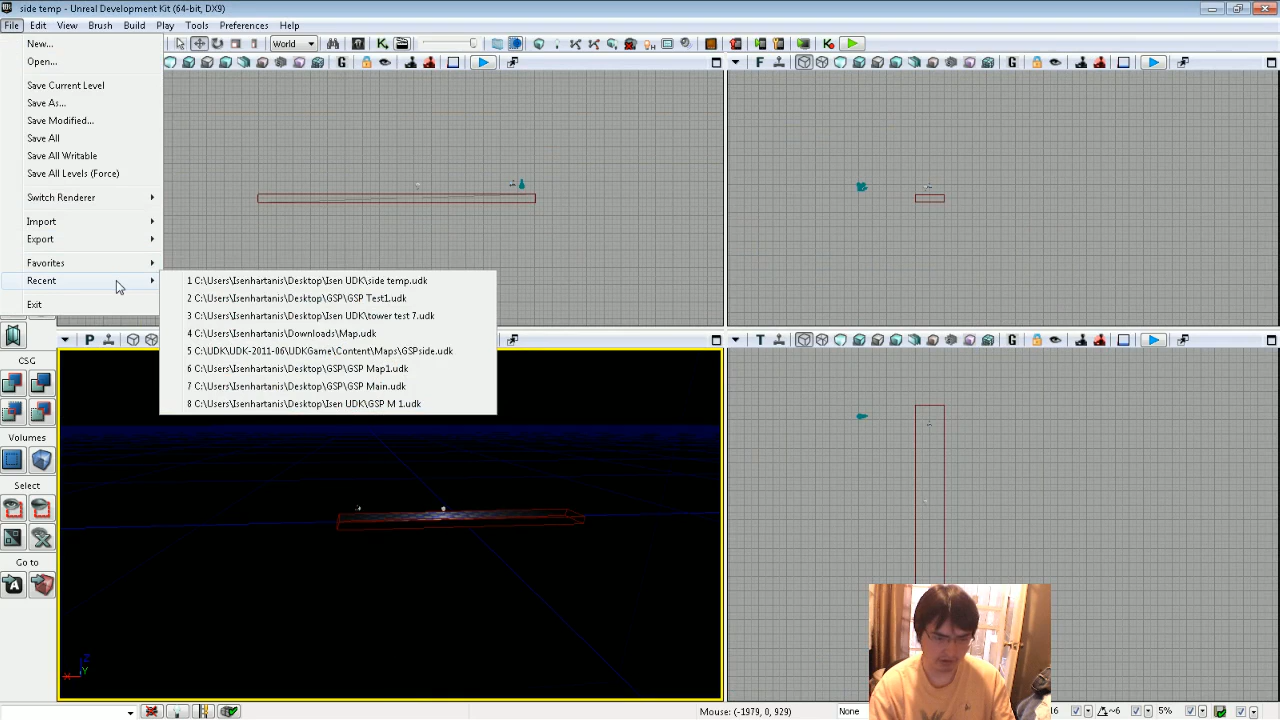 side temp - Unreal Development Kit (64-bit, DX9)
File Edit View Brush Build Play Tools Preferences Help
World
New...
Open...
Save Current Level
Save As...
Save Modified...
Save All
Save All Writable
Save All Levels (Force)
Switch Renderer
Import
Export
Favorites
Recent
Exit
1 C:\Users\Isenhartanis\Desktop\Isen UDK\side temp.udk
2 C:\Users\Isenhartanis\Desktop\GSP\GSP Test1.udk
3 C:\Users\Isenhartanis\Desktop\Isen UDK\tower test 7.udk
4 C:\Users\Isenhartanis\Downloads\Map.udk
5 C:\UDK\UDK-2011-06\UDKGame\Content\Maps\GSPside.udk
6 C:\Users\Isenhartanis\Desktop\GSP\GSP Map1.udk
7 C:\Users\Isenhartanis\Desktop\GSP\GSP Main.udk
8 C:\Users\Isenhartanis\Desktop\Isen UDK\GSP M 1.udk
G
F
G
P
T
G
CSG
Volumes
Select
Go to
A
Z
Y
X
Mouse: (-1979, 0, 929)
None
16
6
5%